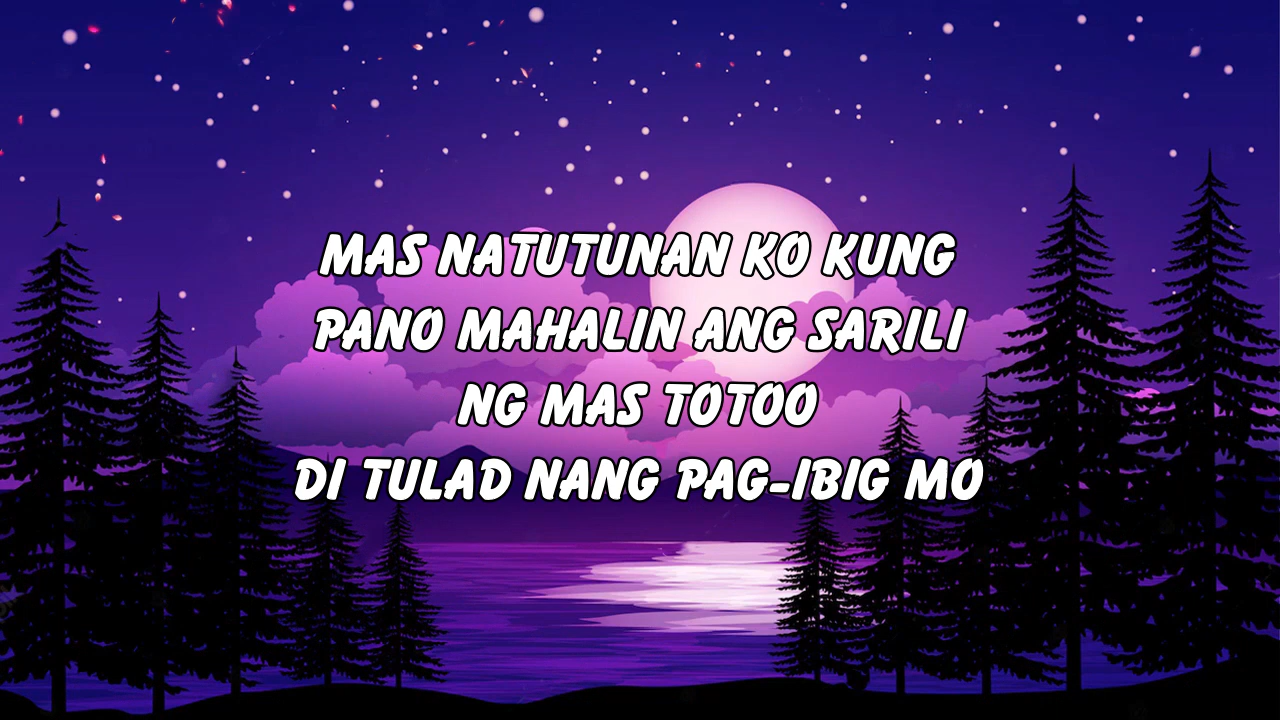 MAS NATUTUNAN KO KUNG
PANO MAHALIN ANG SARILI
NG MAS TOTOO
DI TULAD NANG PAG-IBIG MO